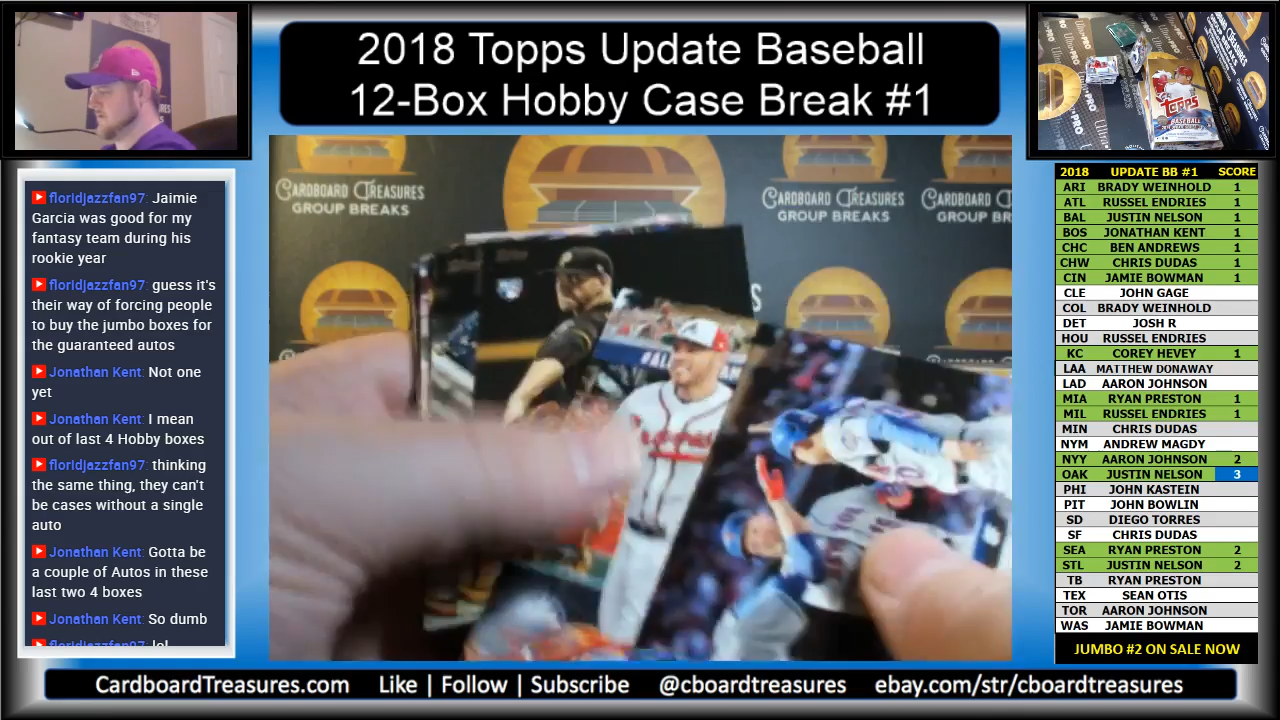 2018 Topps Update Baseball
12-Box Hobby Case Break #1
floridjazzfan97: Jaimie
Garcia was good for my
fantasy team during his
rookie year
floridjazzfan97: guess it's
their way of forcing people
to buy the jumbo boxes for
the guaranteed autos
Jonathan Kent: Not one
yet
Jonathan Kent: I mean
out of last 4 Hobby boxes
floridjazzfan97: thinking
the same thing, they can't
be cases without a single
auto
Jonathan Kent: Gotta be
a couple of Autos in these
last two 4 boxes
Jonathan Kent: So dumb
floridjazzfan97: lol
CARDBOARD TREASURES
GROUP BREAKS
CARDBOARD TREASURES
GROUP BREAKS
TOPPS
BASEBALL
2018 UPDATE BB #1 SCORE
ARI BRADY WEINHOLD 1
ATL RUSSEL ENDRIES 1
BAL JUSTIN NELSON 1
BOS JONATHAN KENT 1
CHC BEN ANDREWS 1
CHW CHRIS DUDAS 1
CIN JAMIE BOWMAN 1
CLE JOHN GAGE
COL BRADY WEINHOLD
DET JOSH R
HOU RUSSEL ENDRIES
KC COREY HEVEY 1
LAA MATTHEW DONAWAY
LAD AARON JOHNSON
MIA RYAN PRESTON 1
MIL RUSSEL ENDRIES 1
MIN CHRIS DUDAS
NYM ANDREW MAGDY
NYY AARON JOHNSON 2
OAK JUSTIN NELSON 3
PHI JOHN KASTEIN
PIT JOHN BOWLIN
SD DIEGO TORRES
SF CHRIS DUDAS
SEA RYAN PRESTON 2
STL JUSTIN NELSON 2
TB RYAN PRESTON
TEX SEAN OTIS
TOR AARON JOHNSON
WAS JAMIE BOWMAN
JUMBO #2 ON SALE NOW
CardboardTreasures.com Like | Follow | Subscribe @cboardtreasures ebay.com/str/cboardtreasures